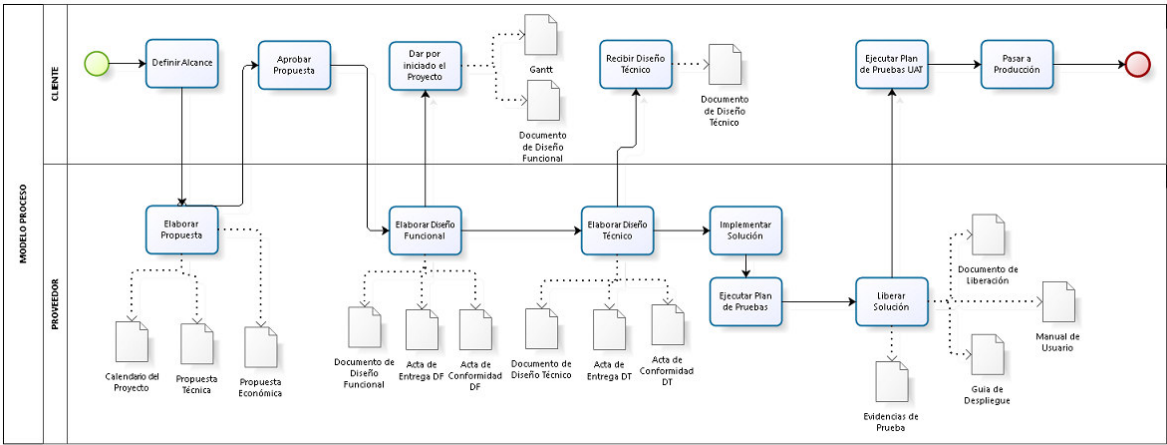 MODELO PROCESO
CLIENTE
Definir Alcance
Aprobar
Propuesta
Dar por
iniciado el
Proyecto
Gantt
Documento
de Diseño
Funcional
Recibir Diseño
Técnico
Documento
de Diseño
Técnico
Ejecutar Plan
de Pruebas UAT
Pasar a
Producción
PROVEEDOR
Elaborar
Propuesta
Calendario del
Proyecto
Propuesta
Técnica
Propuesta
Económica
Elaborar Diseño
Funcional
Documento de
Diseño
Funcional
Acta de
Entrega DF
Acta de
Conformidad
DF
Elaborar Diseño
Técnico
Documento de
Diseño Técnico
Acta de
Entrega DT
Acta de
Conformidad
DT
Implementar
Solución
Ejecutar Plan
de Pruebas
Liberar
Solución
Documento de
Liberación
Manual de
Usuario
Guia de
Despliegue
Evidencias de
Prueba